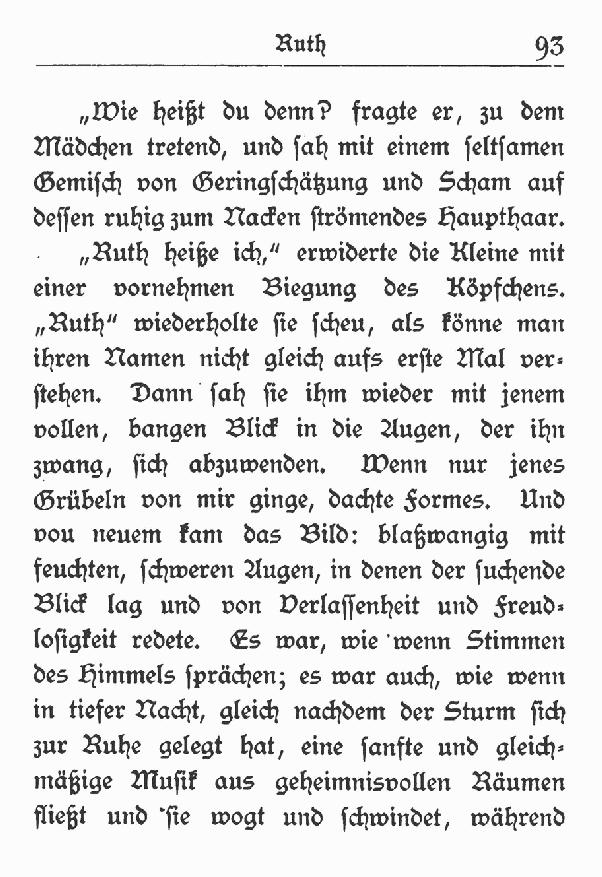 Ruth 93
„Wie heißt du denn? fragte er, zu dem
Mädchen tretend, und sah mit einem seltsamen
Gemisch von Geringschätzung und Scham auf
dessen ruhig zum Nacken strömendes Haupthaar.
„Ruth heiße ich,“ erwiderte die Kleine mit
einer vornehmen Biegung des Köpfchens.
„Ruth“ wiederholte sie scheu, als könne man
ihren Namen nicht gleich aufs erste Mal ver-
stehen. Dann sah sie ihm wieder mit jenem
vollen, bangen Blick in die Augen, der ihn
zwang, sich abzuwenden. Wenn nur jenes
Grübeln von mir ginge, dachte Formes. Und
vou neuem kam das Bild: blaßwangig mit
feuchten, schweren Augen, in denen der suchende
Blick lag und von Verlassenheit und Freud-
losigkeit redete. Es war, wie wenn Stimmen
des Himmels sprächen; es war auch, wie wenn
in tiefer Nacht, gleich nachdem der Sturm sich
zur Ruhe gelegt hat, eine sanfte und gleich-
mäßige Musik aus geheimnisvollen Räumen
fließt und sie wogt und schwindet, während